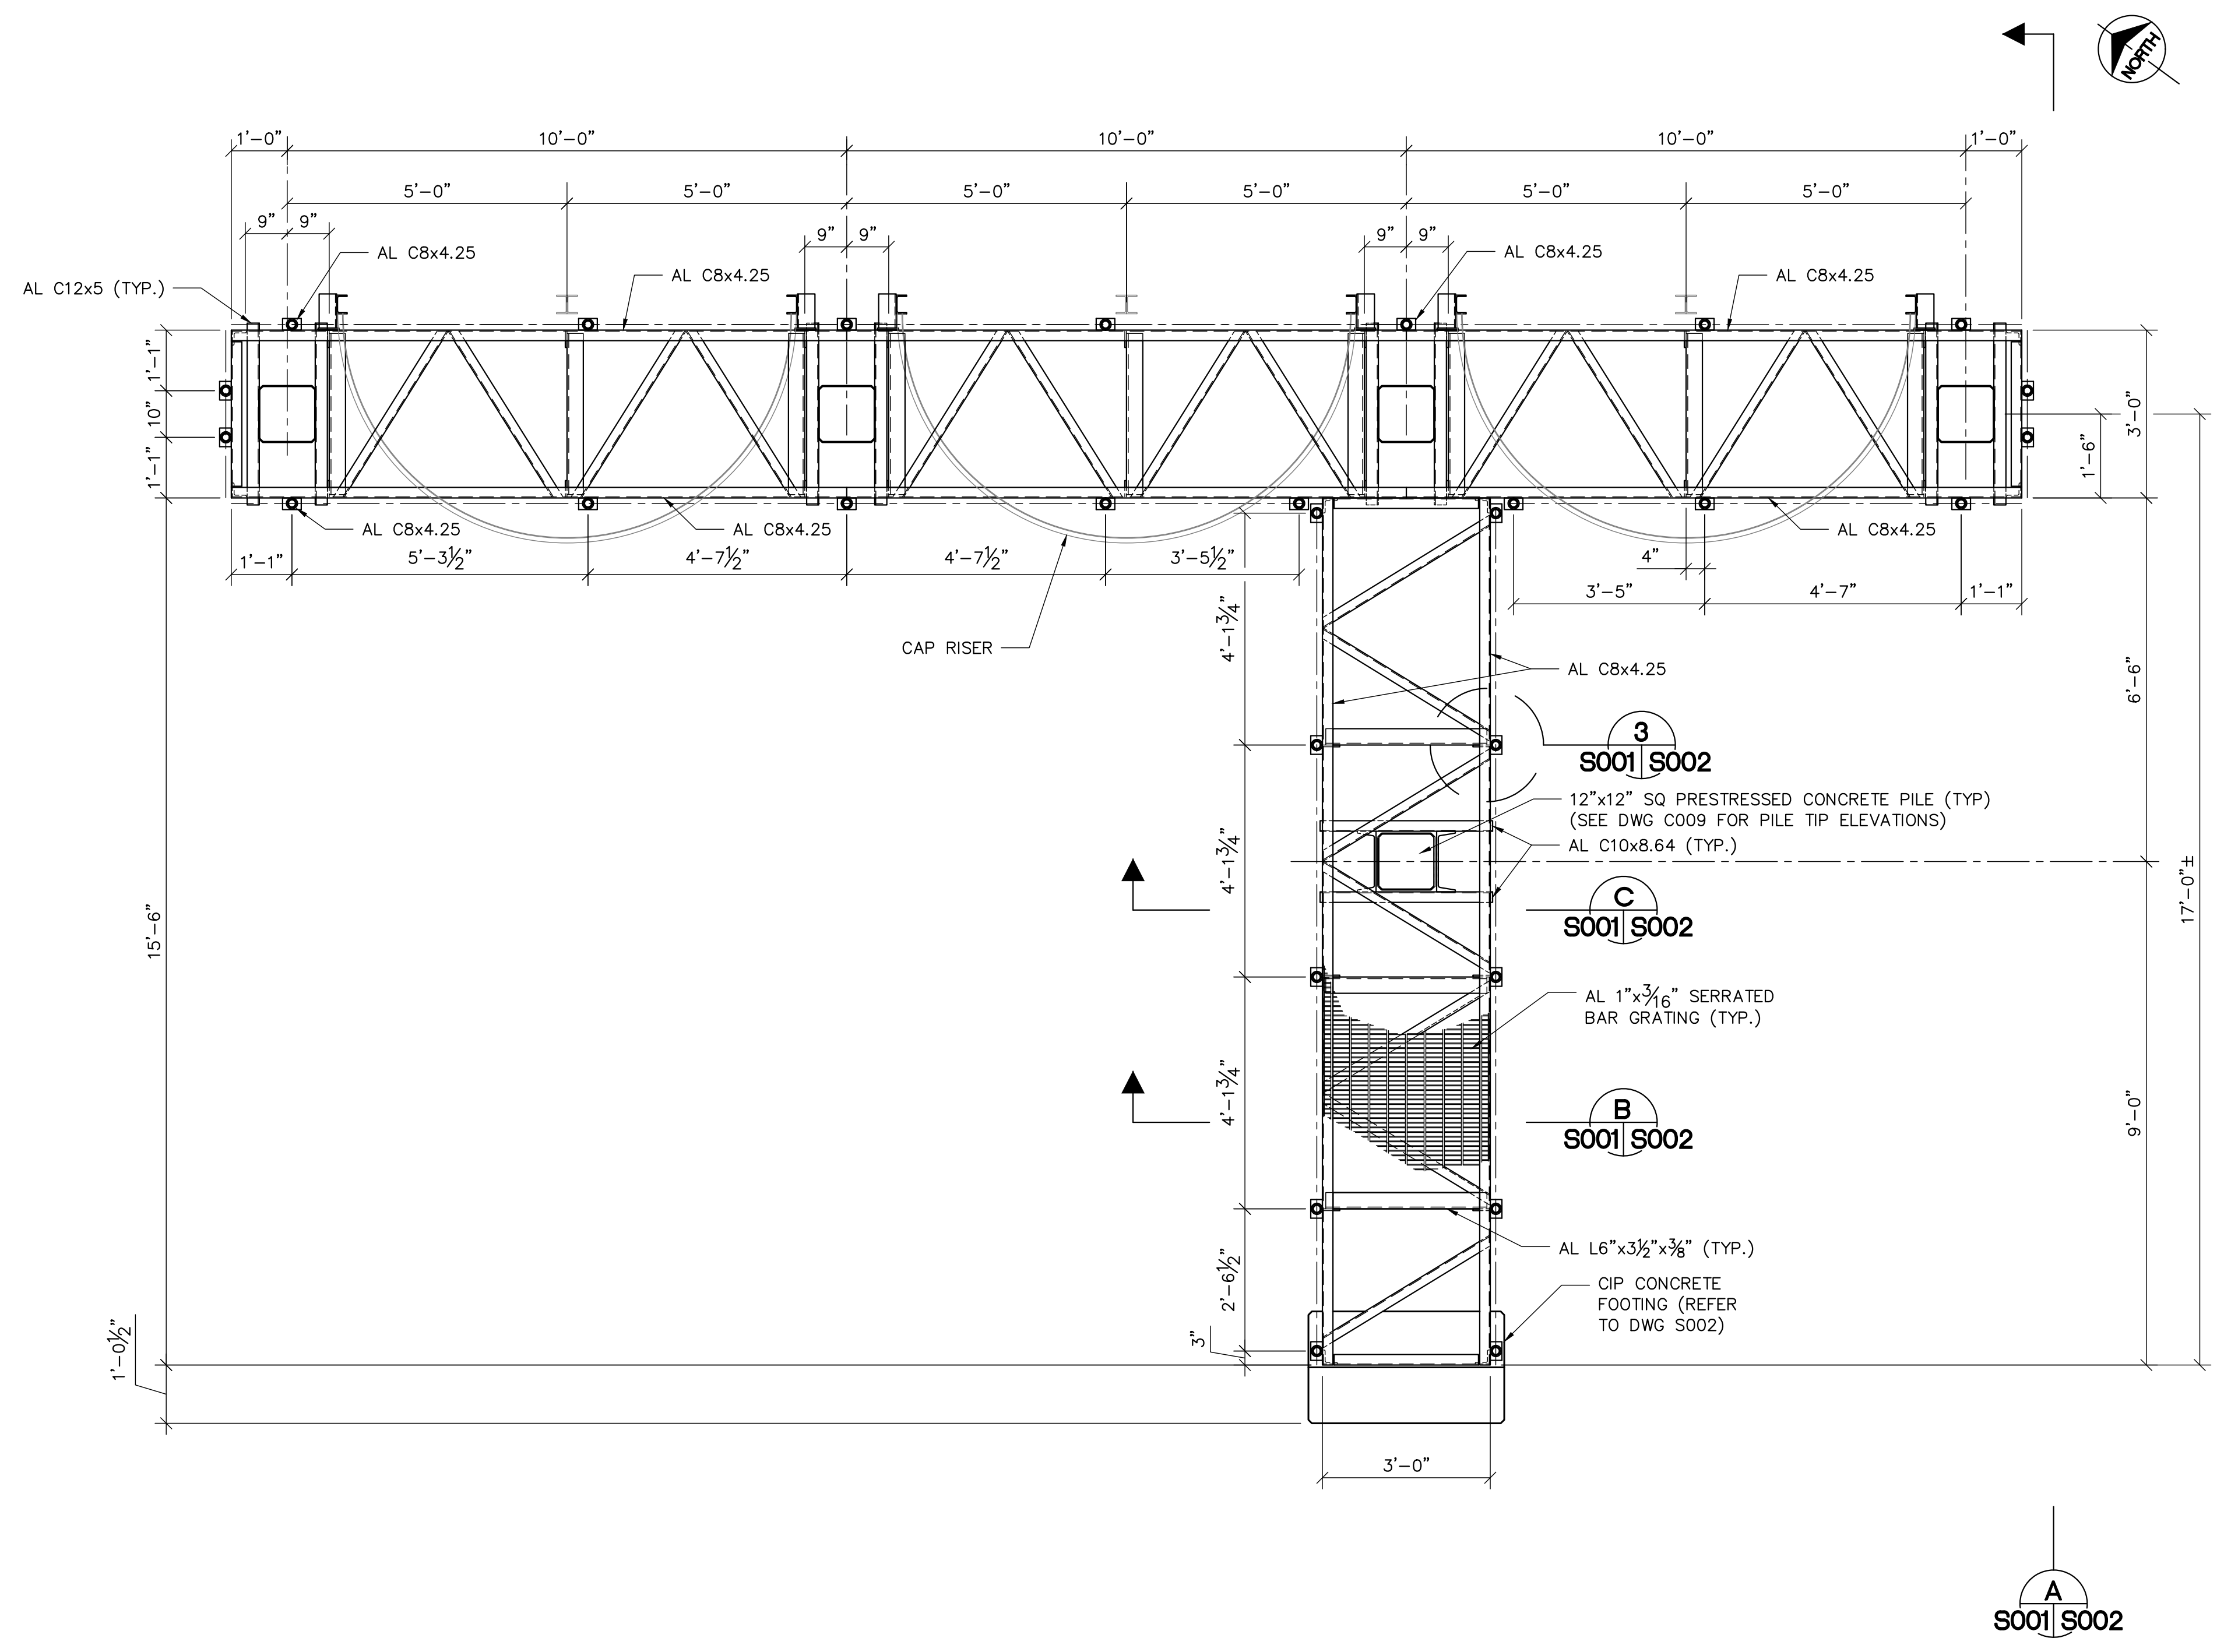 NORTH
1'-0" 10'-0" 10'-0" 10'-0" 1'-0"
5'-0" 5'-0" 5'-0" 5'-0" 5'-0" 5'-0"
9" 9" 9" 9" 9" 9"
AL C8x4.25
AL C8x4.25
AL C8x4.25
AL C8x4.25
AL C12x5 (TYP.)
1'-1"
10"
1'-1"
3'-0"
1'-6"
AL C8x4.25
AL C8x4.25
AL C8x4.25
1'-1" 5'-3½" 4'-7½" 4'-7½" 3'-5½"
4"
3'-5" 4'-7" 1'-1"
CAP RISER
4'-1¾"
AL C8x4.25
6'-6"
3
S001 S002
12"x12" SQ PRESTRESSED CONCRETE PILE (TYP)
(SEE DWG C009 FOR PILE TIP ELEVATIONS)
AL C10x8.64 (TYP.)
4'-1¾"
C
S001 S002
15'-6"
17'-0"±
AL 1"x3/16" SERRATED
BAR GRATING (TYP.)
4'-1¾"
B
S001 S002
9'-0"
AL L6"x3½"x⅜" (TYP.)
2'-6½"
CIP CONCRETE
FOOTING (REFER
TO DWG S002)
3"
1'-0½"
3'-0"
A
S001 S002